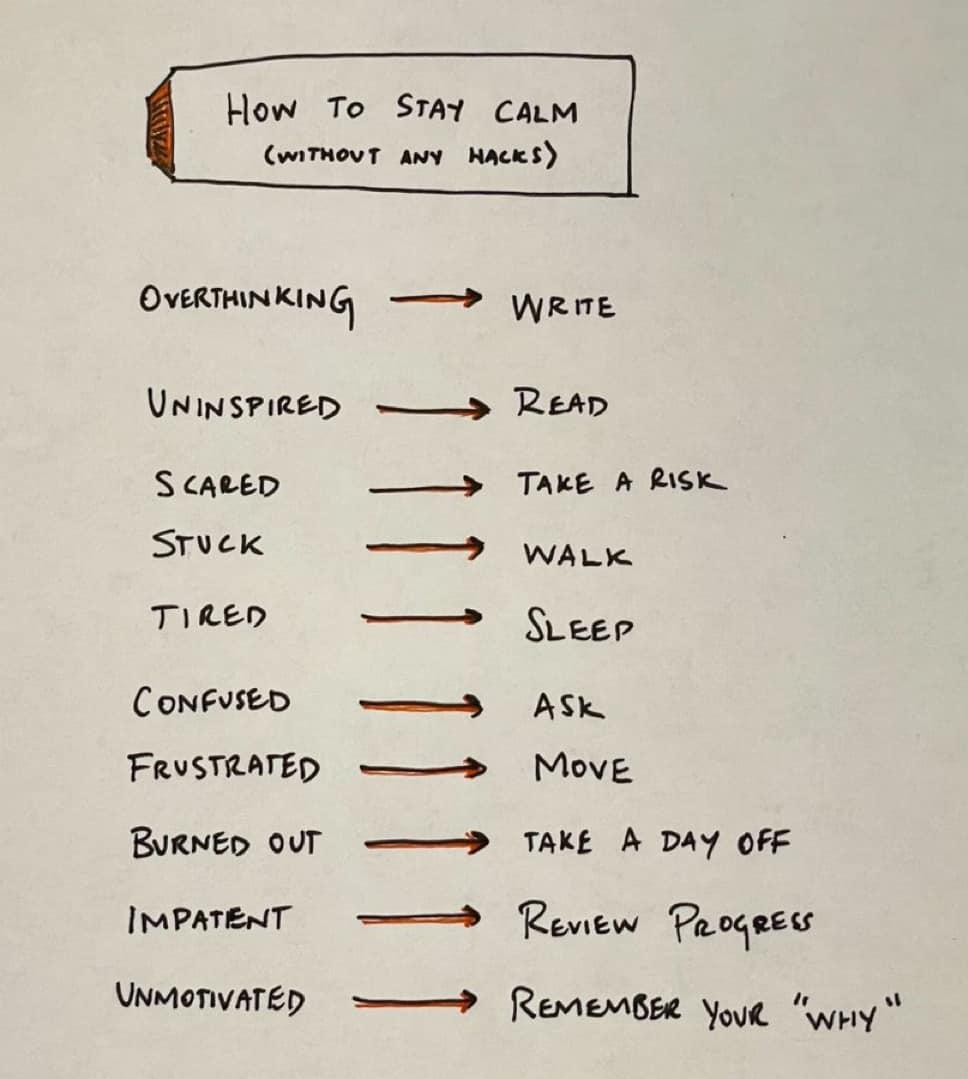 HOW TO STAY CALM
(WITHOUT ANY HACKS)
OVERTHINKING → WRITE
UNINSPIRED → READ
SCARED → TAKE A RISK
STUCK → WALK
TIRED → SLEEP
CONFUSED → ASK
FRUSTRATED → MOVE
BURNED OUT → TAKE A DAY OFF
IMPATIENT → REVIEW PROGRESS
UNMOTIVATED → REMEMBER YOUR "WHY"